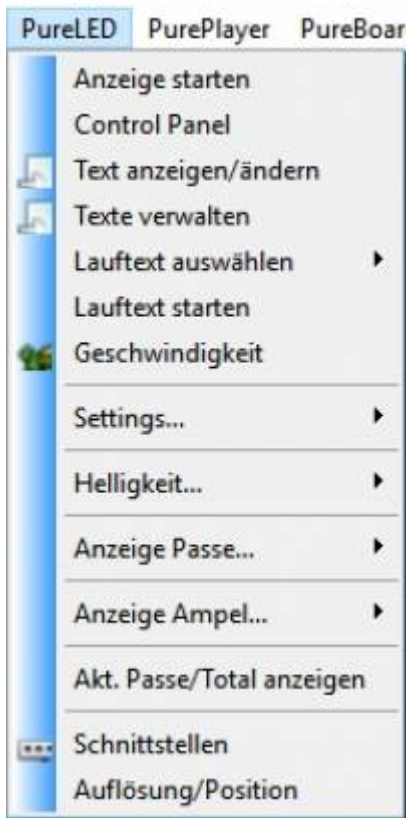 PureLED PurePlayer PureBoar
Anzeige starten
Control Panel
Text anzeigen/ändern
Texte verwalten
Lauftext auswählen
Lauftext starten
Geschwindigkeit
Settings...
Helligkeit...
Anzeige Passe...
Anzeige Ampel...
Akt. Passe/Total anzeigen
Schnittstellen
Auflösung/Position